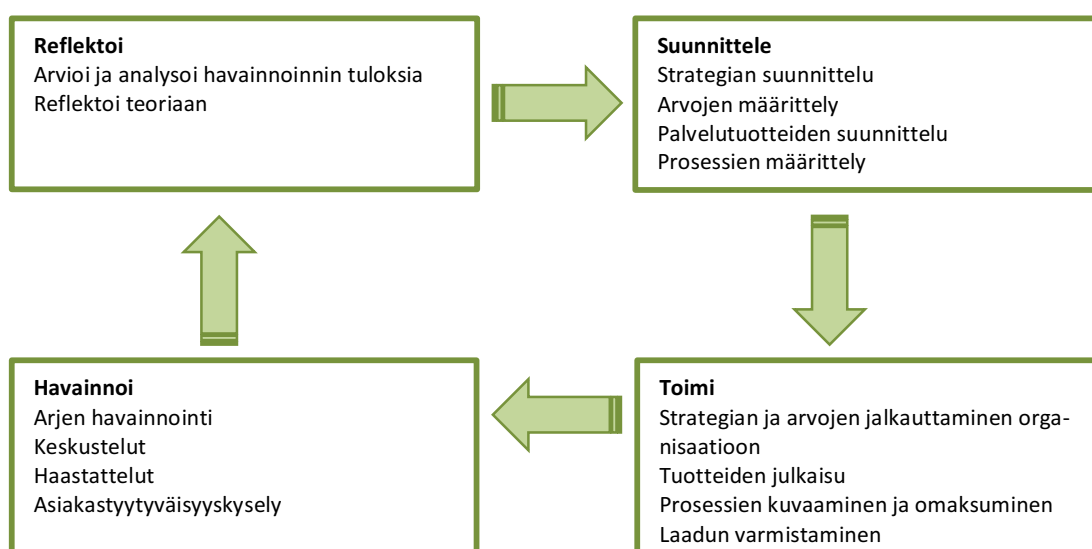 Reflektoi
Arvioi ja analysoi havainnoinnin tuloksia
Reflektoi teoriaan
Suunnittele
Strategian suunnittelu
Arvojen määrittely
Palvelutuotteiden suunnittelu
Prosessien määrittely
Havainnoi
Arjen havainnointi
Keskustelut
Haastattelut
Asiakastyytyväisyyskysely
Toimi
Strategian ja arvojen jalkauttaminen orga-
nisaatioon
Tuotteiden julkaisu
Prosessien kuvaaminen ja omaksuminen
Laadun varmistaminen